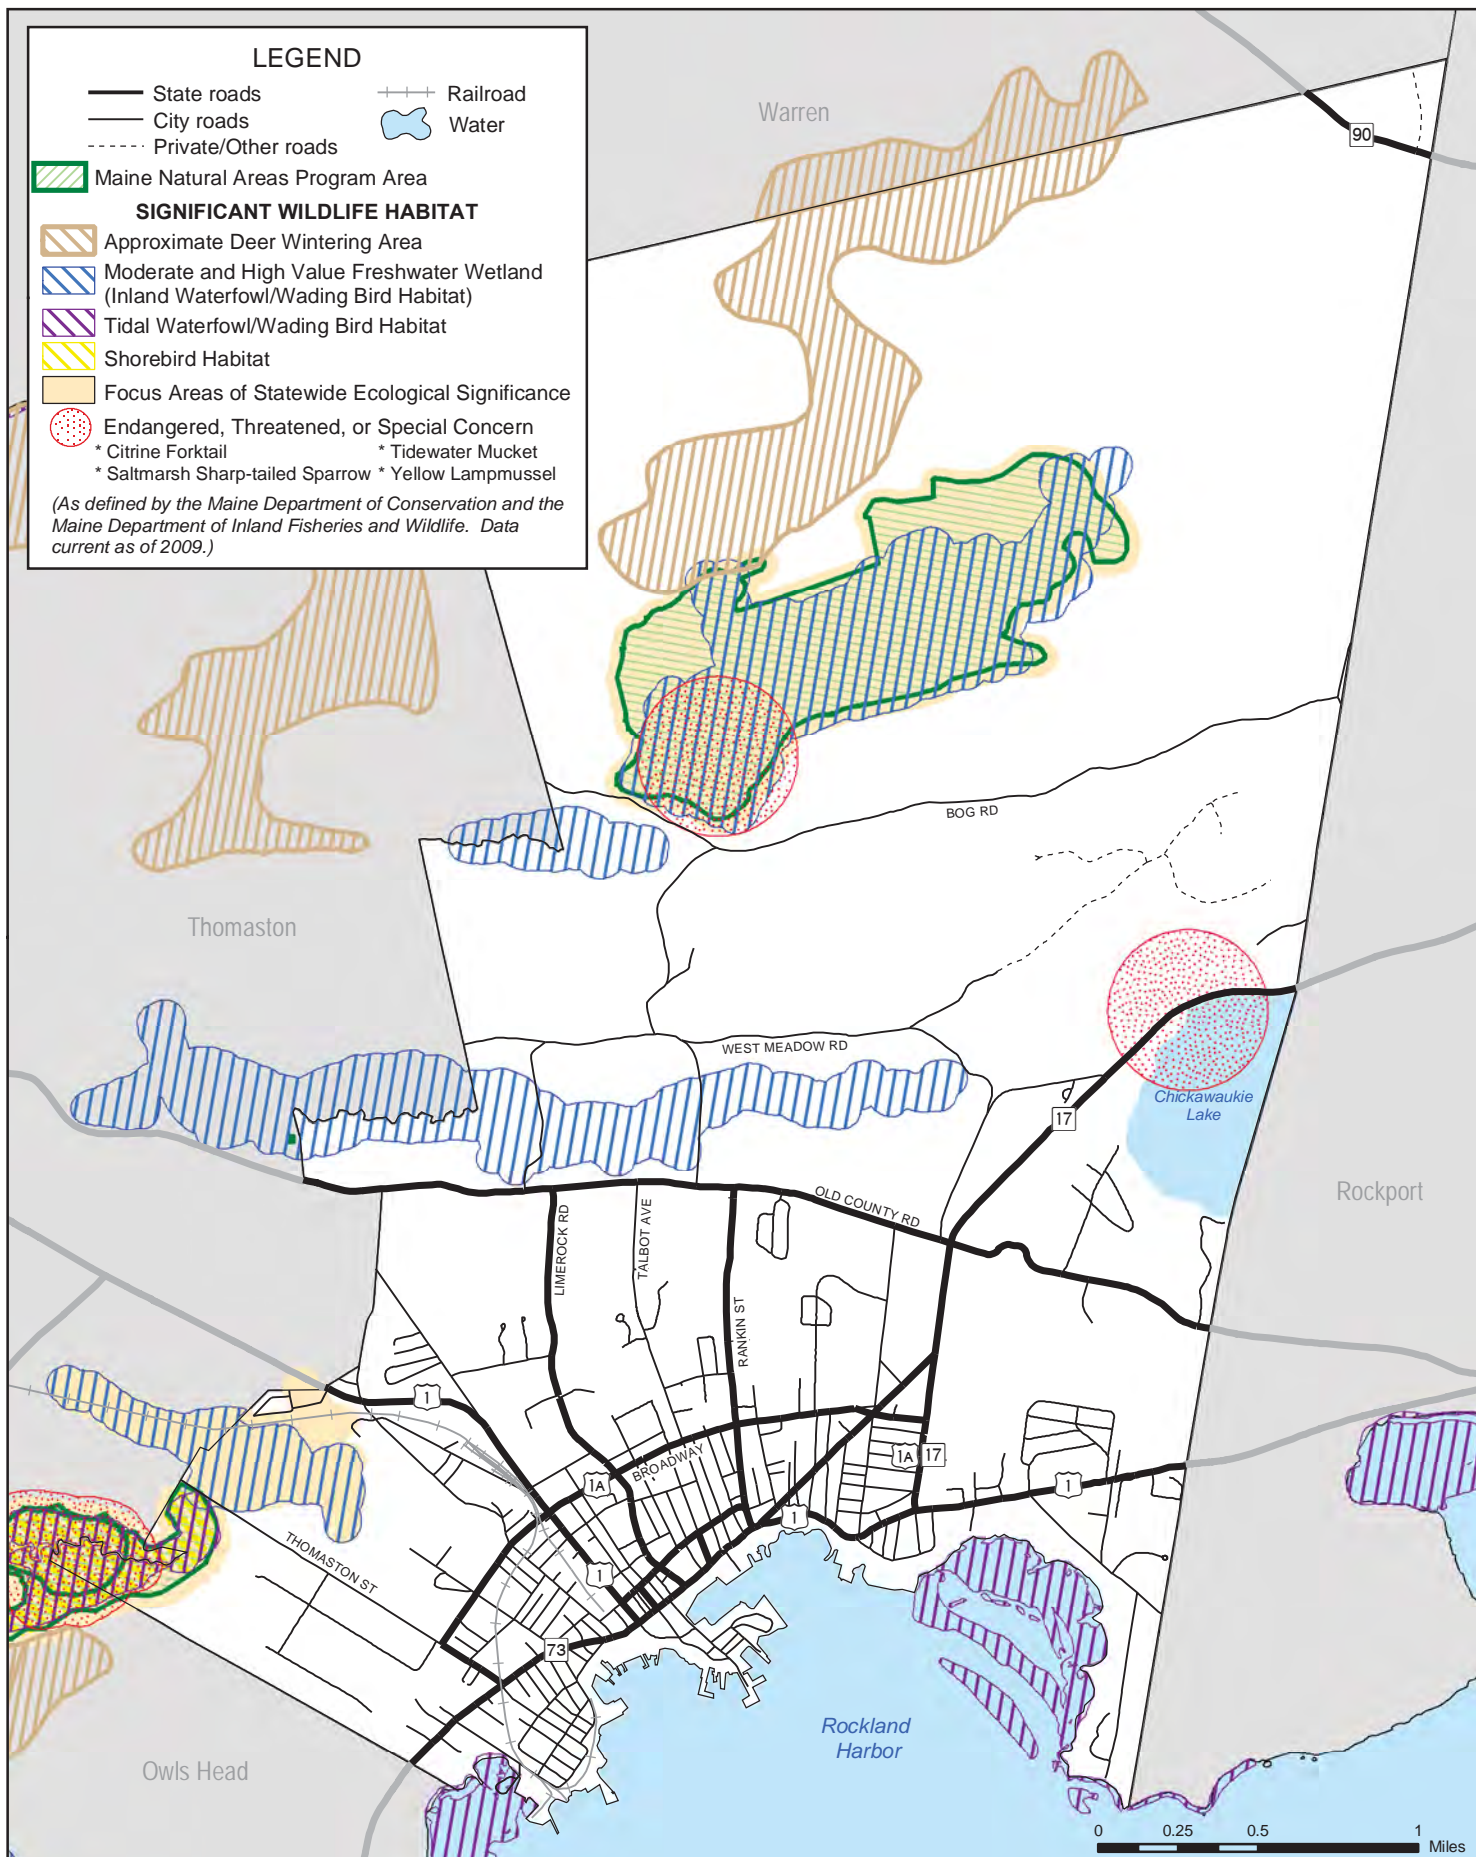 LEGEND
State roads
Railroad
City roads
Water
Private/Other roads
Maine Natural Areas Program Area
SIGNIFICANT WILDLIFE HABITAT
Approximate Deer Wintering Area
Moderate and High Value Freshwater Wetland
(Inland Waterfowl/Wading Bird Habitat)
Tidal Waterfowl/Wading Bird Habitat
Shorebird Habitat
Focus Areas of Statewide Ecological Significance
Endangered, Threatened, or Special Concern
* Citrine Forktail
* Tidewater Mucket
* Saltmarsh Sharp-tailed Sparrow
* Yellow Lampmussel
(As defined by the Maine Department of Conservation and the
Maine Department of Inland Fisheries and Wildlife. Data
current as of 2009.)
Warren
90
BOG RD
Thomaston
WEST MEADOW RD
Chickawaukie
Lake
17
Rockport
OLD COUNTY RD
LIMEROCK RD
TALBOT AVE
RANKIN ST
1
BROADWAY
1A
1A
17
1
1
THOMASTON ST
1
73
Rockland
Harbor
Owls Head
0
0.25
0.5
1
Miles